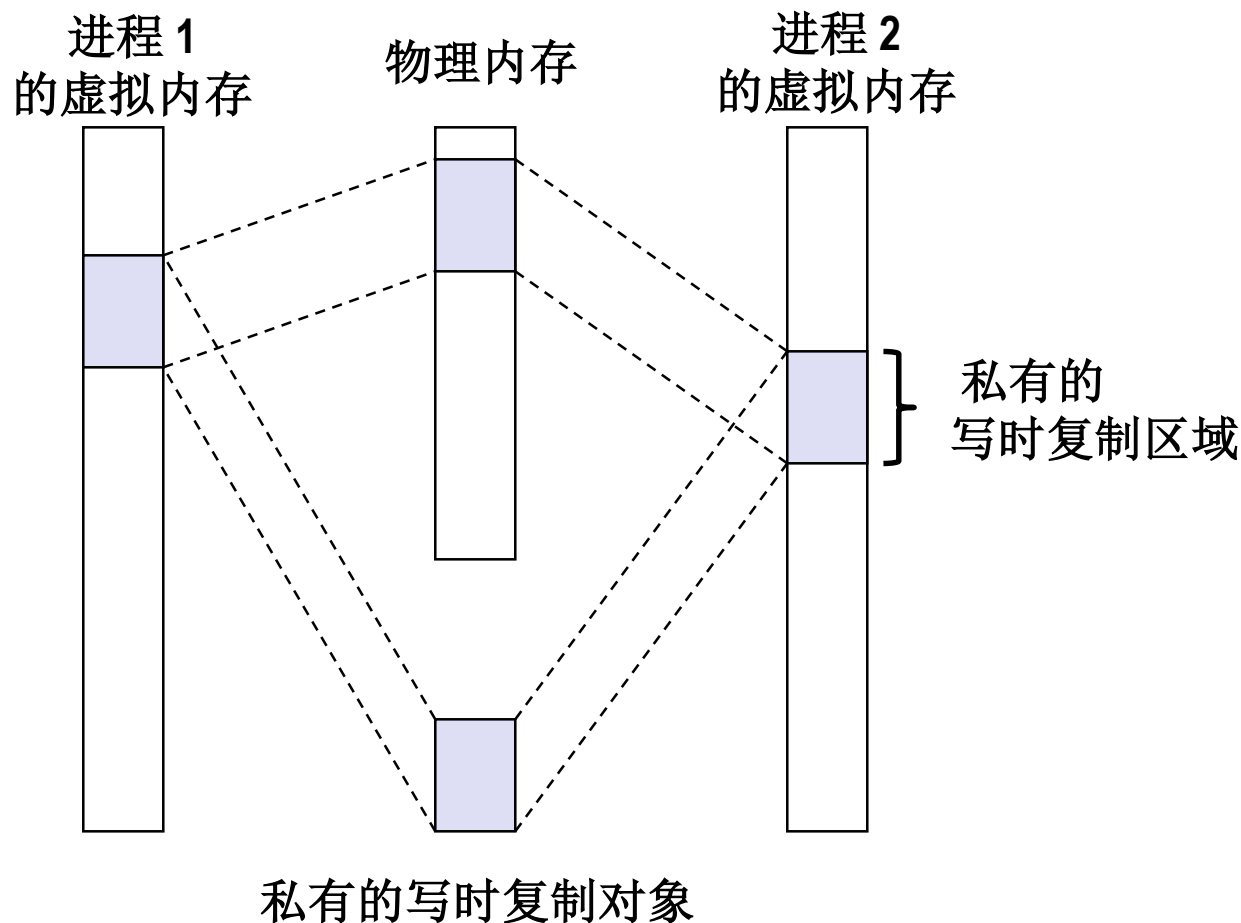 进程 1
的虚拟内存
物理内存
进程 2
的虚拟内存
私有的
写时复制区域
私有的写时复制对象